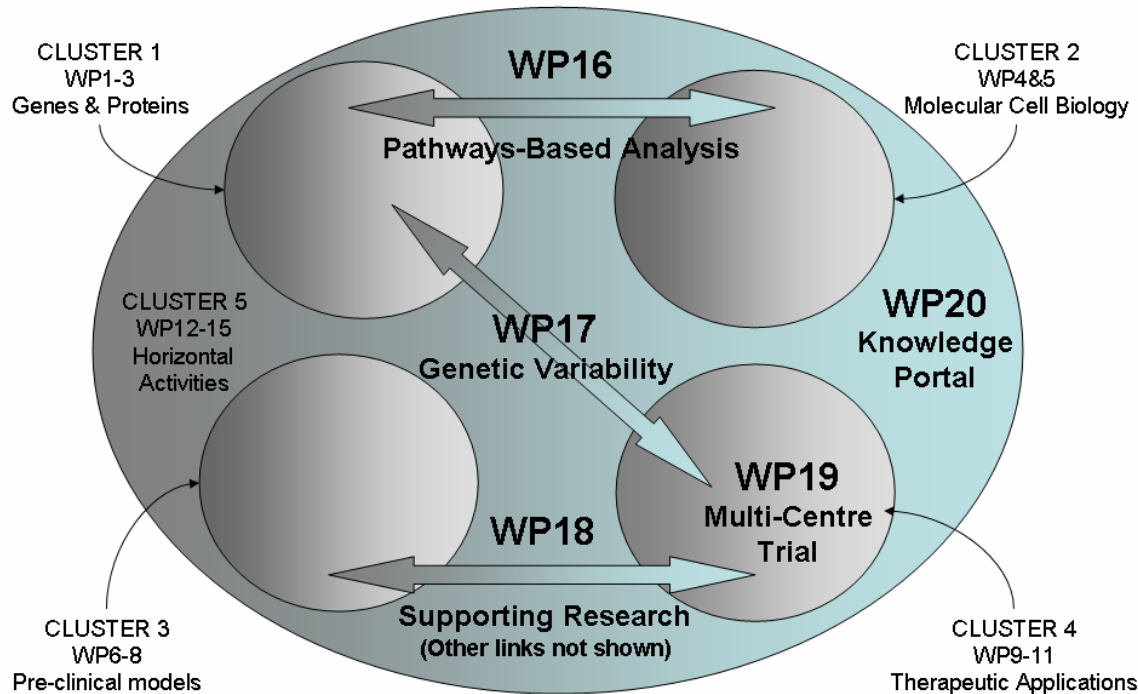 CLUSTER 1
WP1-3
Genes & Proteins
WP16
Pathways-Based Analysis
CLUSTER 2
WP4&5
Molecular Cell Biology
CLUSTER 5
WP12-15
Horizontal
Activities
WP17
Genetic Variability
WP20
Knowledge
Portal
WP19
Multi-Centre
Trial
WP18
Supporting Research
(Other links not shown)
CLUSTER 3
WP6-8
Pre-clinical models
CLUSTER 4
WP9-11
Therapeutic Applications